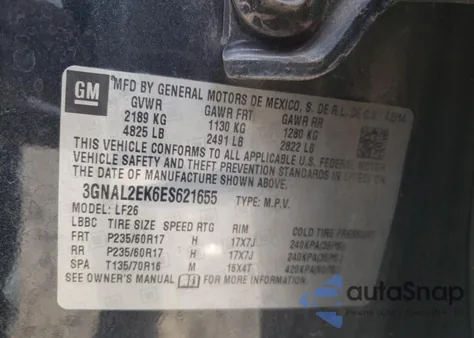 GM
MFD BY GENERAL MOTORS DE MEXICO, S. DE R.L. DE C.V.
GVWR GAWR FRT GAWR RR
2189 KG 1130 KG 1280 KG
4825 LB 2491 LB 2822 LB
THIS VEHICLE CONFORMS TO ALL APPLICABLE U.S. FEDERAL MOTOR
VEHICLE SAFETY AND THEFT PREVENTION STANDARDS IN EFFECT ON
THE DATE OF MANUFACTURE SHOWN ABOVE.
3GNAL2EK6ES621655 TYPE: M.P.V.
MODEL: LF26
LBBC TIRE SIZE SPEED RTG RIM COLD TIRE PRESSURE
FRT P235/60R17 H 17X7J 240KPA(35PSI)
RR P235/60R17 H 17X7J 240KPA(35PSI)
SPA T135/70R16 M 16X4T 420KPA(60PSI)
SEE OWNER'S MANUAL FOR MORE INFORMATION.
autoSnap